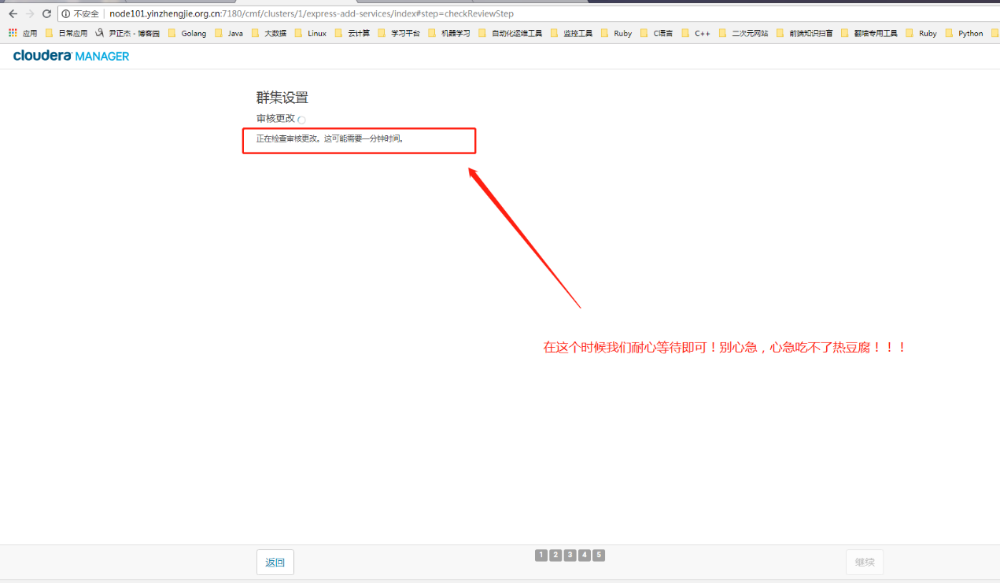 不安全 node101.yinzhengjie.org.cn:7180/cmf/clusters/1/express-add-services/index#step=checkReviewStep
应用 日常应用 尹正杰 - 博客园 Golang Java 大数据 Linux 云计算 学习平台 机器学习 自动化运维工具 监控工具 Ruby C语言 C++ 二次元网站 前端知识扫盲 翻墙专用工具 Ruby Python
cloudera MANAGER
群集设置
审核更改
正在检查审核更改。这可能需要一分钟时间。
在这个时候我们耐心等待即可！别心急，心急吃不了热豆腐！！！
返回 1 2 3 4 5 继续